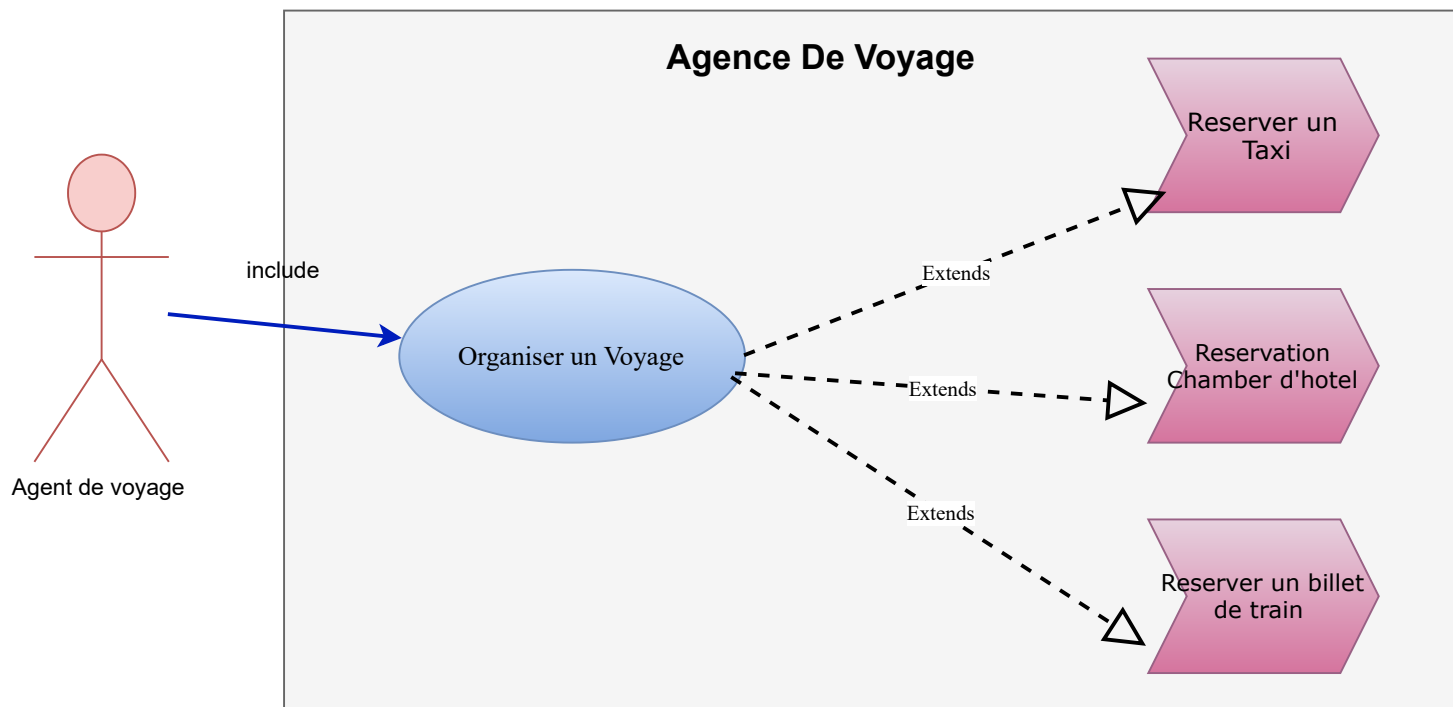 Agence De Voyage
Reserver un
Taxi
include
Extends
Organiser un Voyage
Reservation
Chamber d'hotel
Extends
Agent de voyage
Extends
Reserver un billet
de train